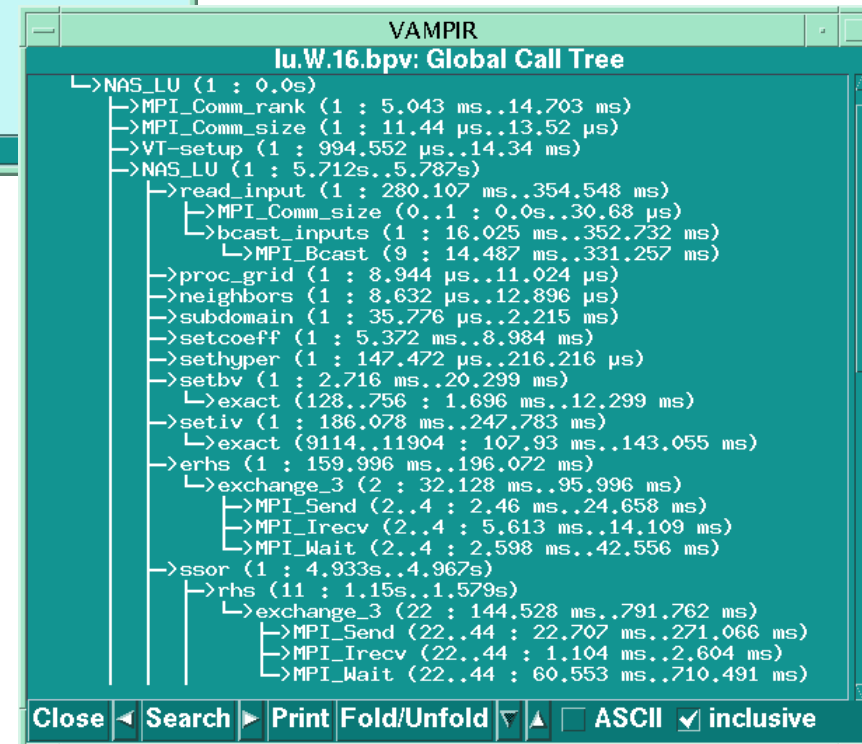 VAMPIR
lu.W.16.bpv: Global Call Tree
└─>NAS_LU (1 : 0.0s)
├─>MPI_Comm_rank (1 : 5.043 ms..14.703 ms)
├─>MPI_Comm_size (1 : 11.44 µs..13.52 µs)
├─>VT-setup (1 : 994.552 µs..14.34 ms)
├─>NAS_LU (1 : 5.712s..5.787s)
├─>read_input (1 : 280.107 ms..354.548 ms)
├─>MPI_Comm_size (0..1 : 0.0s..30.68 µs)
└─>bcast_inputs (1 : 16.025 ms..352.732 ms)
└─>MPI_Bcast (9 : 14.487 ms..331.257 ms)
├─>proc_grid (1 : 8.944 µs..11.024 µs)
├─>neighbors (1 : 8.632 µs..12.896 µs)
├─>subdomain (1 : 35.776 µs..2.215 ms)
├─>setcoeff (1 : 5.372 ms..8.984 ms)
├─>sethyper (1 : 147.472 µs..216.216 µs)
├─>setbv (1 : 2.716 ms..20.299 ms)
└─>exact (128..756 : 1.696 ms..12.299 ms)
├─>setiv (1 : 186.078 ms..247.783 ms)
└─>exact (9114..11904 : 107.93 ms..143.055 ms)
├─>erhs (1 : 159.996 ms..196.072 ms)
└─>exchange_3 (2 : 32.128 ms..95.996 ms)
├─>MPI_Send (2..4 : 2.46 ms..24.658 ms)
├─>MPI_Irecv (2..4 : 5.613 ms..14.109 ms)
└─>MPI_Wait (2..4 : 2.598 ms..42.556 ms)
├─>ssor (1 : 4.933s..4.967s)
├─>rhs (11 : 1.15s..1.579s)
└─>exchange_3 (22 : 144.528 ms..791.762 ms)
├─>MPI_Send (22..44 : 22.707 ms..271.066 ms)
├─>MPI_Irecv (22..44 : 1.104 ms..2.604 ms)
└─>MPI_Wait (22..44 : 60.553 ms..710.491 ms)
Close Search Print Fold/Unfold ASCII inclusive